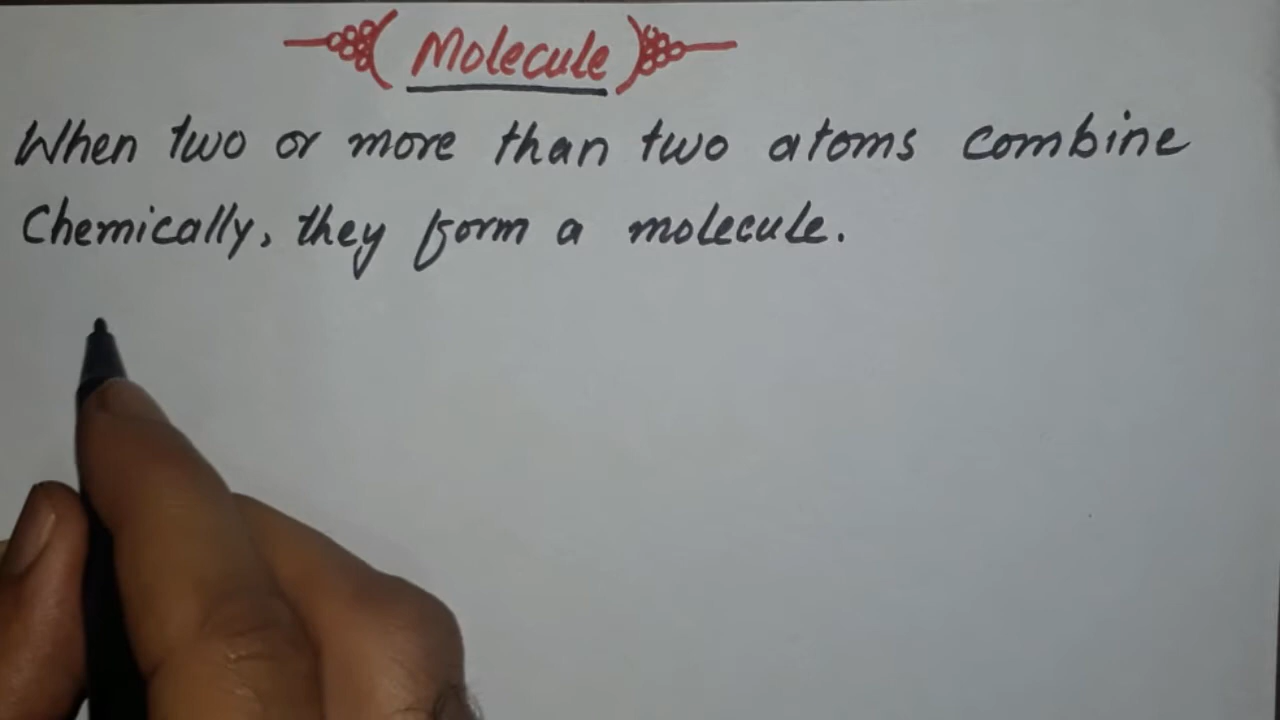 (Molecule)
When two or more than two atoms combine
Chemically, they form a molecule.